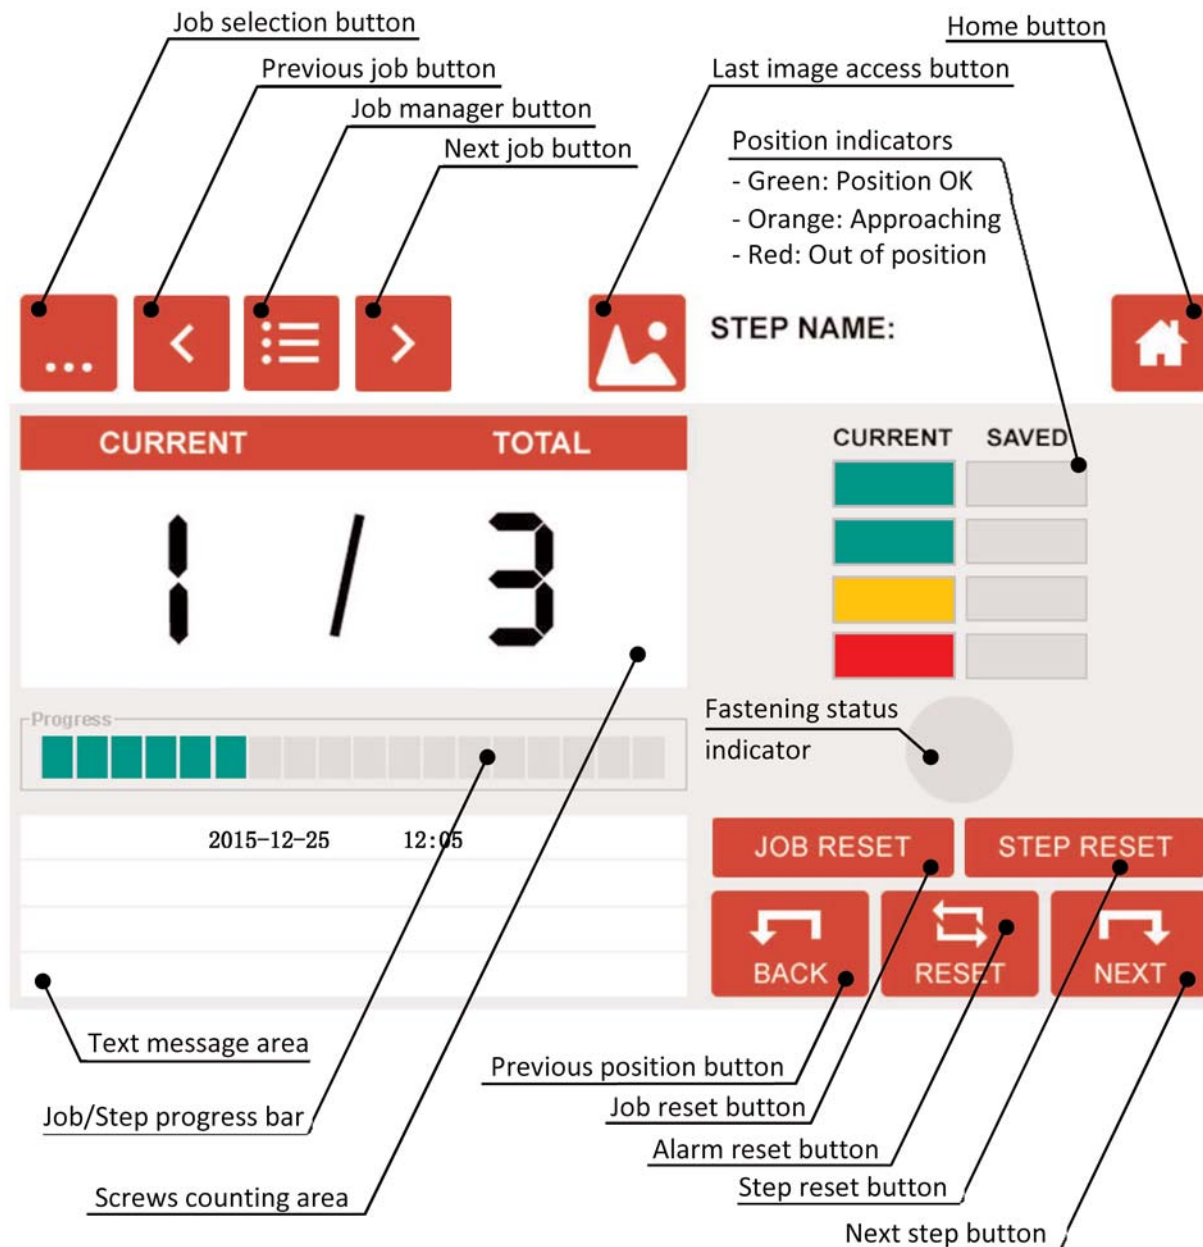 Job selection button
Home button
Previous job button
Last image access button
Job manager button
Next job button
Position indicators
- Green: Position OK
- Orange: Approaching
- Red: Out of position
...
STEP NAME:
CURRENT TOTAL
CURRENT SAVED
1 / 3
Progress
Fastening status
indicator
2015-12-25 12:05
JOB RESET STEP RESET
BACK RESET NEXT
Text message area
Previous position button
Job/Step progress bar
Job reset button
Alarm reset button
Screws counting area
Step reset button
Next step button